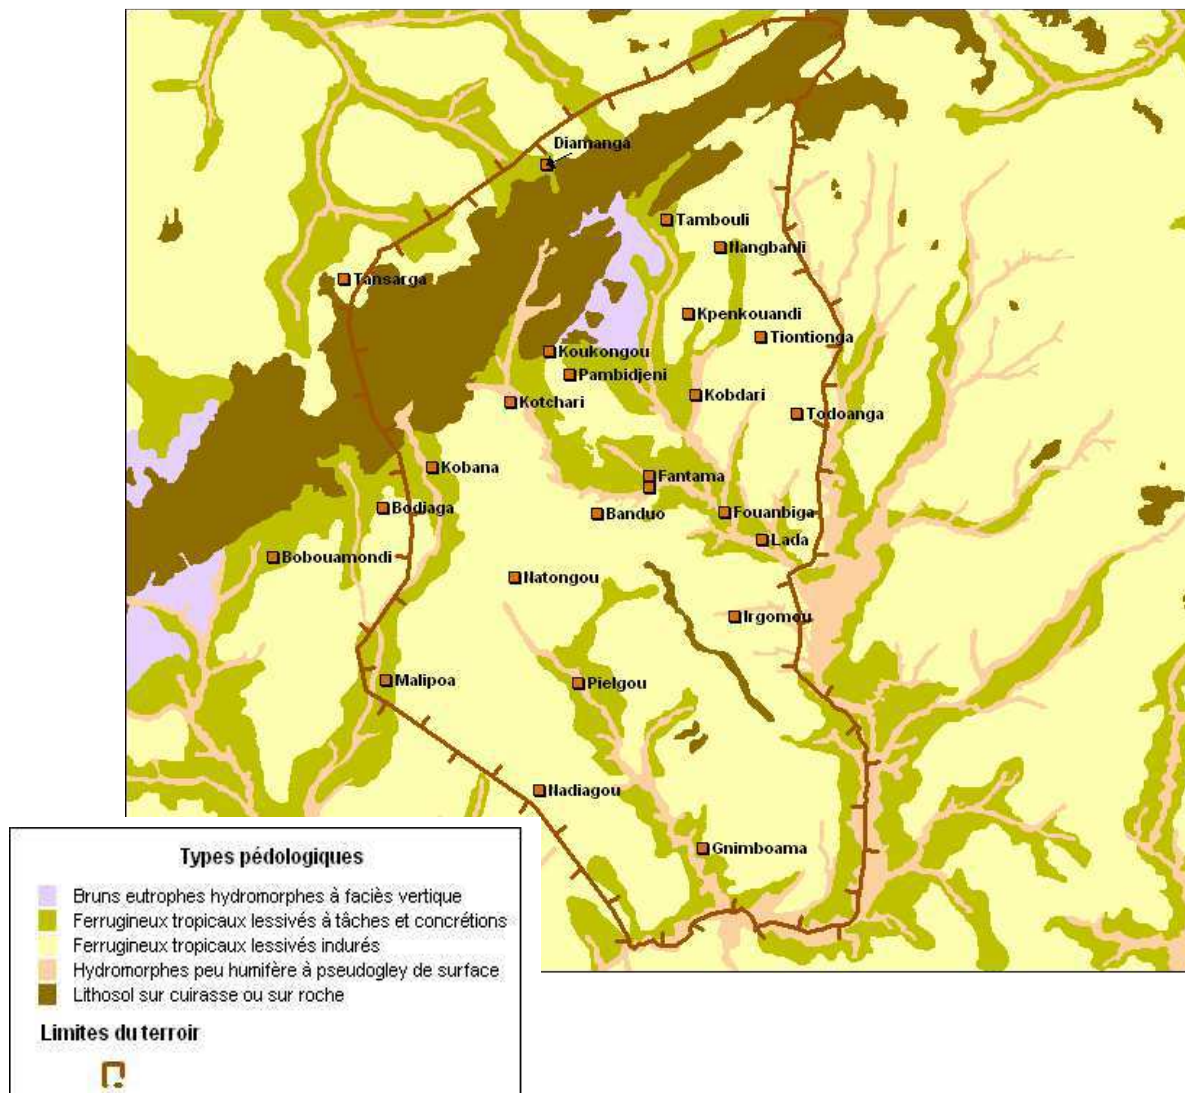 Diamanga
Tambouli
Nangbanli
Tansarga
Kpenkouandi
Tiontionga
Koukongou
Pambidjeni
Kobdari
Kotchari
Todoanga
Kobana
Fantama
Bodiaga
Banduo
Fouanbiga
Lada
Bobouamondi
Natongou
Irgomou
Malipoa
Pielgou
Nadiagou
Gnimboama
Types pédologiques
Bruns eutrophes hydromorphes à faciès vertique
Ferrugineux tropicaux lessivés à tâches et concrétions
Ferrugineux tropicaux lessivés indurés
Hydromorphes peu humifère à pseudogley de surface
Lithosol sur cuirasse ou sur roche
Limites du terroir